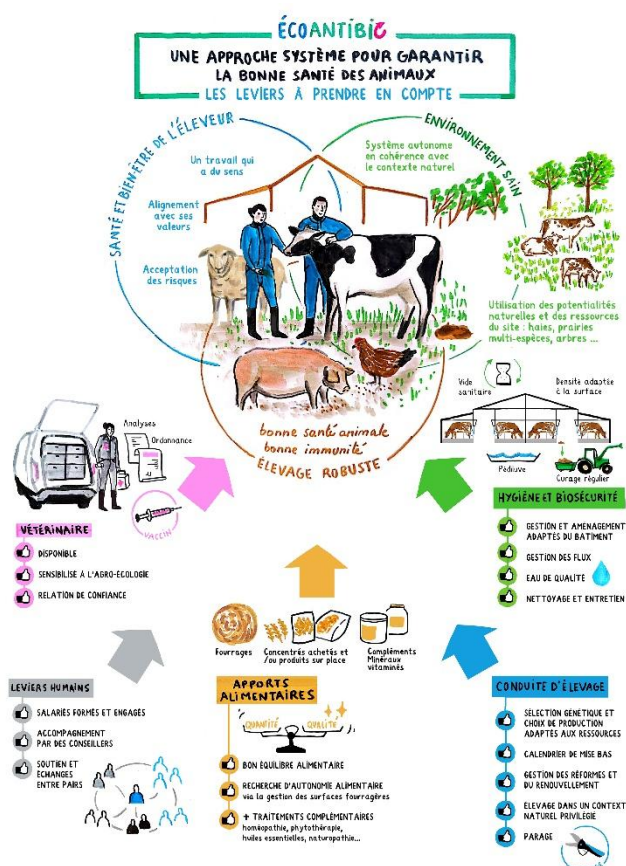 ÉCOANTIBIO
UNE APPROCHE SYSTÈME POUR GARANTIR
LA BONNE SANTÉ DES ANIMAUX
LES LEVIERS À PRENDRE EN COMPTE
SANTÉ ET BIEN-ÊTRE DE L'ÉLEVEUR
Un travail qui
a du sens
Alignement
avec ses
valeurs
Acceptation
des risques
ENVIRONNEMENT SAIN
Système autonome
en cohérence avec
le contexte naturel
Utilisation des potentialités
naturelles et des ressources
du site : haies, prairies
multi-espèces, arbres ...
bonne santé animale
bonne immunité
ÉLEVAGE ROBUSTE
Analyses
Ordonnance
VACCIN
VÉTÉRINAIRE
DISPONIBLE
SENSIBILISÉ À L'AGRO-ÉCOLOGIE
RELATION DE CONFIANCE
Vide
sanitaire
Densité adaptée
à la surface
Pédiluve
Curage régulier
HYGIÈNE ET BIOSÉCURITÉ
GESTION ET AMÉNAGEMENT
ADAPTÉS DU BATIMENT
GESTION DES FLUX
EAU DE QUALITÉ
NETTOYAGE ET ENTRETIEN
LEVIERS HUMAINS
SALARIÉS FORMÉS ET ENGAGÉS
ACCOMPAGNEMENT
PAR DES CONSEILLERS
SOUTIEN ET
ÉCHANGES
ENTRE PAIRS
Fourrages
Concentrés achetés et
/ou produits sur place
Compléments
Minéraux
vitaminés
APPORTS
ALIMENTAIRES
QUANTITÉ
QUALITÉ
BON ÉQUILIBRE ALIMENTAIRE
RECHERCHE D'AUTONOMIE ALIMENTAIRE
via la gestion des surfaces fourragères
+ TRAITEMENTS COMPLÉMENTAIRES
homéopathie, phytothérapie,
huiles essentielles, naturopathie...
CONDUITE D'ÉLEVAGE
SÉLECTION GÉNÉTIQUE ET
CHOIX DE PRODUCTION
ADAPTÉS AUX RESSOURCES
CALENDRIER DE MISE BAS
GESTION DES RÉFORMES ET
DU RENOUVELLEMENT
ÉLEVAGE DANS UN CONTEXT
NATUREL PRIVILÉGIÉ
PARAGE